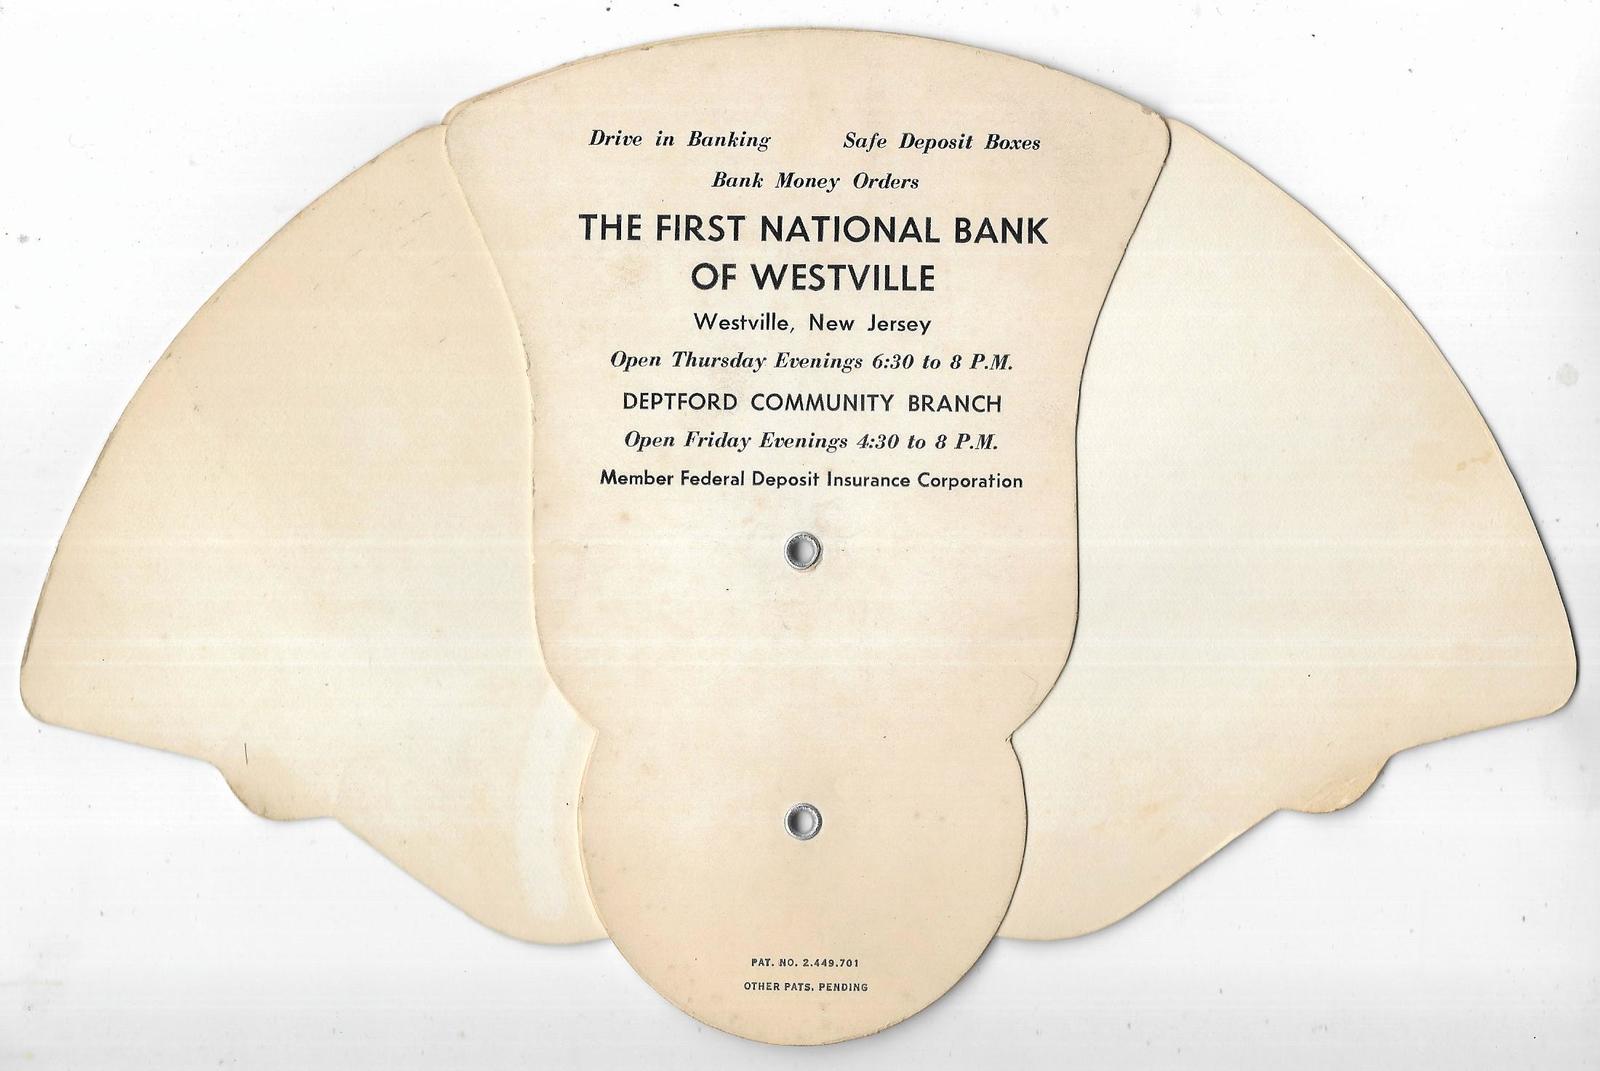 Drive in Banking Safe Deposit Boxes
Bank Money Orders
THE FIRST NATIONAL BANK
OF WESTVILLE
Westville, New Jersey
Open Thursday Evenings 6:30 to 8 P.M.
DEPTFORD COMMUNITY BRANCH
Open Friday Evenings 4:30 to 8 P.M.
Member Federal Deposit Insurance Corporation
PAT. NO. 2.449.701
OTHER PATS. PENDING